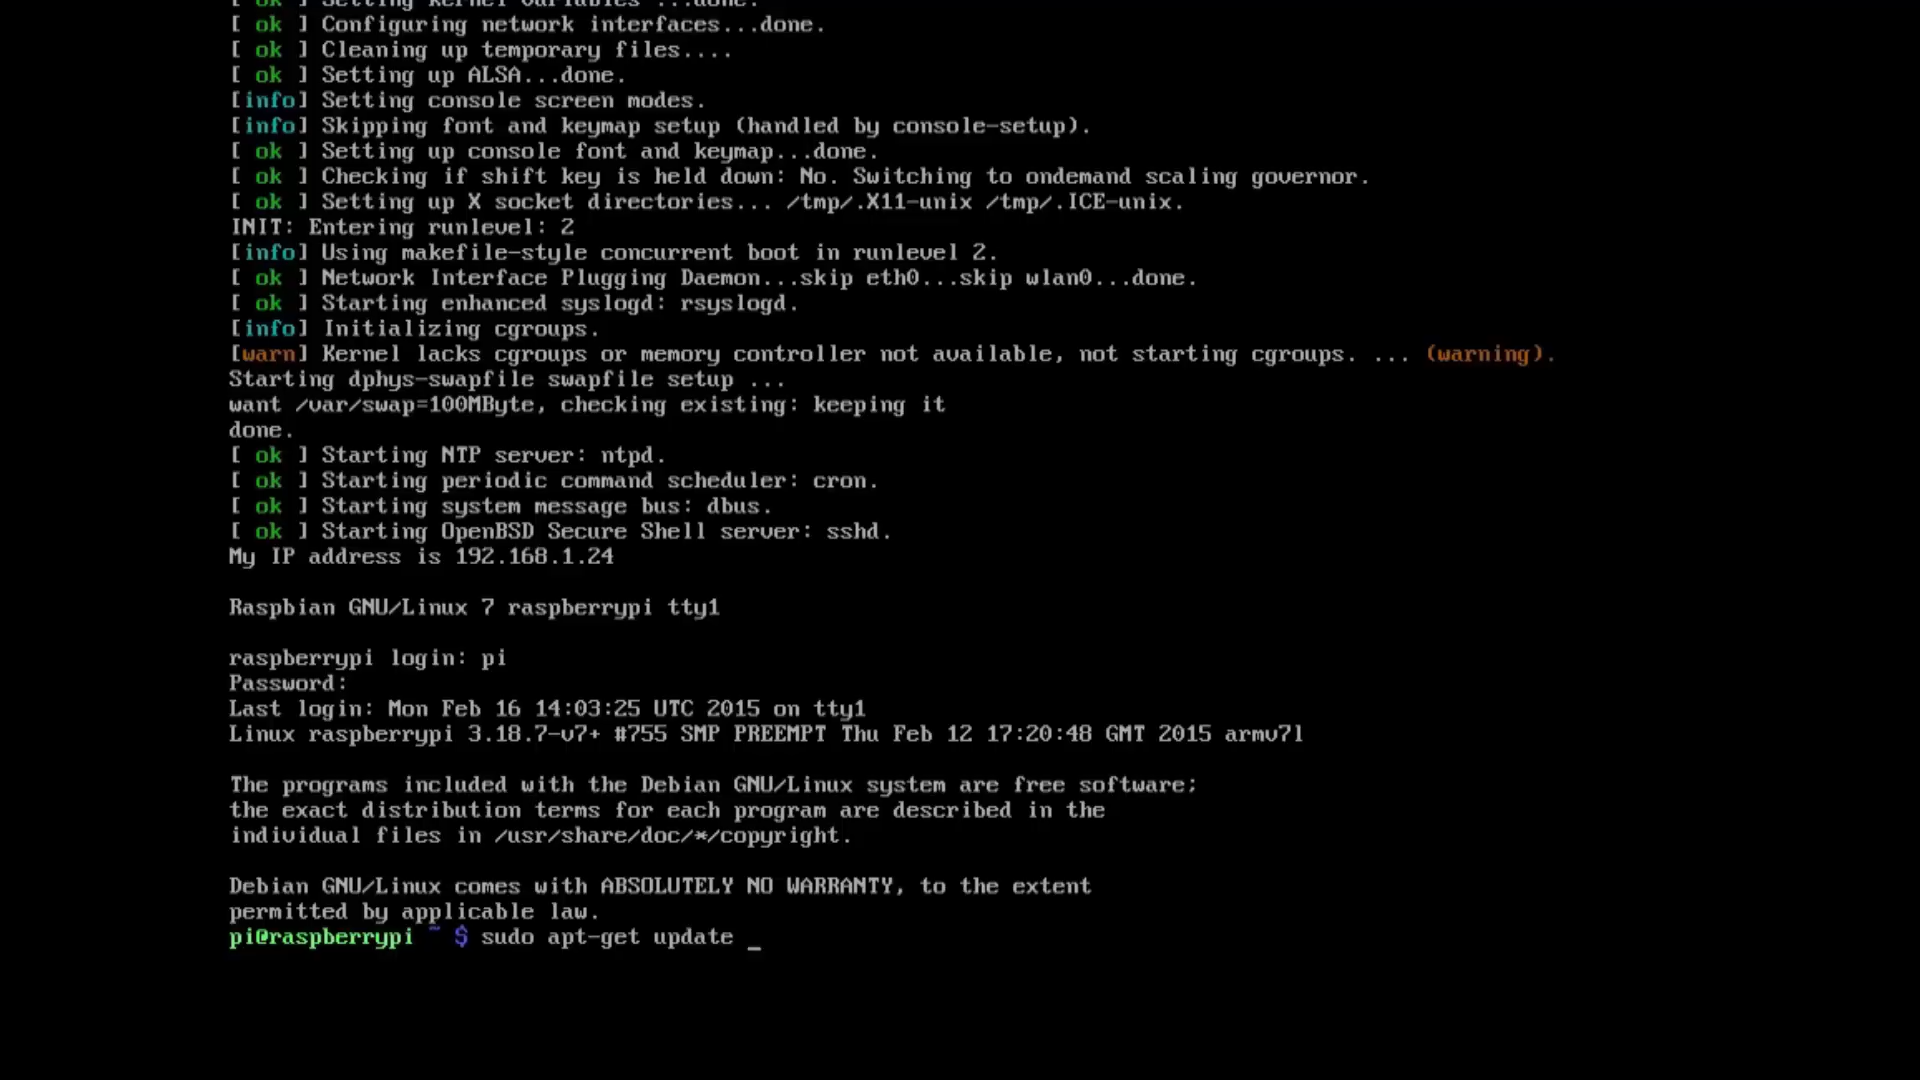 [ ok ] Setting kernel variables ...done.
[ ok ] Configuring network interfaces...done.
[ ok ] Cleaning up temporary files....
[ ok ] Setting up ALSA...done.
[info] Setting console screen modes.
[info] Skipping font and keymap setup (handled by console-setup).
[ ok ] Setting up console font and keymap...done.
[ ok ] Checking if shift key is held down: No. Switching to ondemand scaling governor.
[ ok ] Setting up X socket directories... /tmp/.X11-unix /tmp/.ICE-unix.
INIT: Entering runlevel: 2
[info] Using makefile-style concurrent boot in runlevel 2.
[ ok ] Network Interface Plugging Daemon...skip eth0...skip wlan0...done.
[ ok ] Starting enhanced syslogd: rsyslogd.
[info] Initializing cgroups.
[warn] Kernel lacks cgroups or memory controller not available, not starting cgroups. ... (warning).
Starting dphys-swapfile swapfile setup ...
want /var/swap=100MByte, checking existing: keeping it
done.
[ ok ] Starting NTP server: ntpd.
[ ok ] Starting periodic command scheduler: cron.
[ ok ] Starting system message bus: dbus.
[ ok ] Starting OpenBSD Secure Shell server: sshd.
My IP address is 192.168.1.24
Raspbian GNU/Linux 7 raspberrypi tty1
raspberrypi login: pi
Password:
Last login: Mon Feb 16 14:03:25 UTC 2015 on tty1
Linux raspberrypi 3.18.7-v7+ #755 SMP PREEMPT Thu Feb 12 17:20:48 GMT 2015 armv7l
The programs included with the Debian GNU/Linux system are free software;
the exact distribution terms for each program are described in the
individual files in /usr/share/doc/*/copyright.
Debian GNU/Linux comes with ABSOLUTELY NO WARRANTY, to the extent
permitted by applicable law.
pi@raspberrypi ~ $ sudo apt-get update _